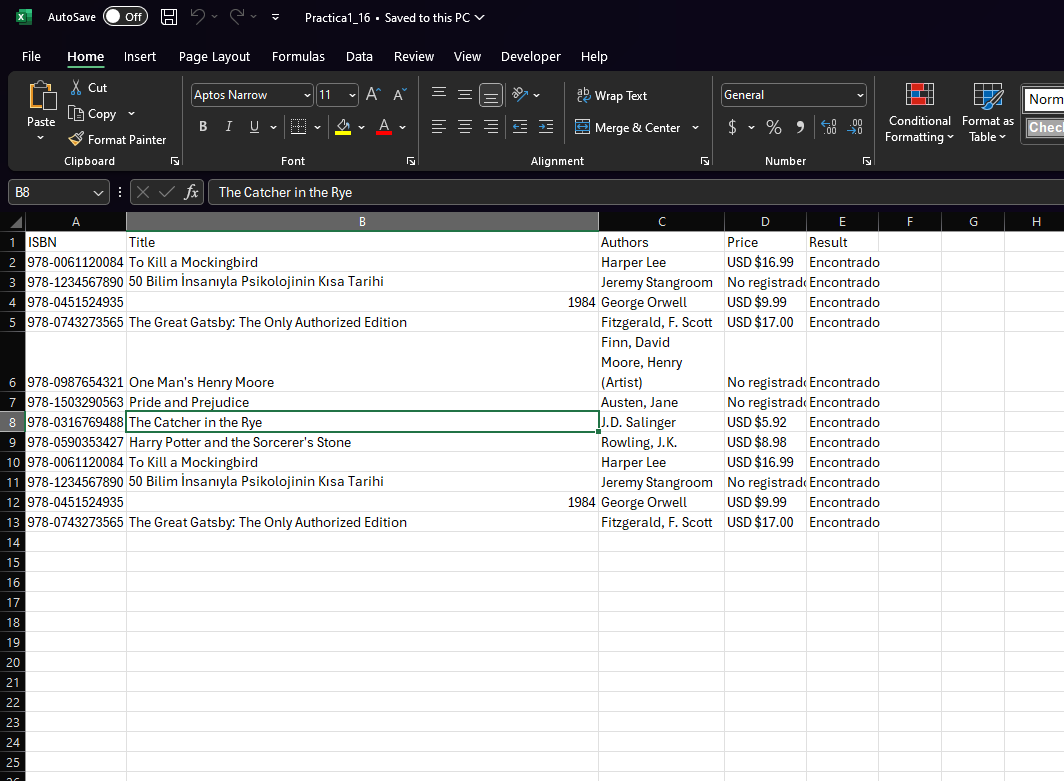 AutoSave Off Practica1_16 • Saved to this PC
File Home Insert Page Layout Formulas Data Review View Developer Help
Paste
Cut
Copy
Format Painter
Clipboard
Aptos Narrow 11
B I U
Font
Wrap Text
Merge & Center
Alignment
General
$ % 9
Number
Conditional
Formatting
Format as
Table
Norm
Chec
B8 fx The Catcher in the Rye
A B C D E F G H
1 ISBN Title Authors Price Result
2 978-0061120084 To Kill a Mockingbird Harper Lee USD $16.99 Encontrado
3 978-1234567890 50 Bilim İnsanıyla Psikolojinin Kısa Tarihi Jeremy Stangroom No registrado Encontrado
4 978-0451524935 1984 George Orwell USD $9.99 Encontrado
5 978-0743273565 The Great Gatsby: The Only Authorized Edition Fitzgerald, F. Scott USD $17.00 Encontrado
Finn, David
Moore, Henry
6 978-0987654321 One Man's Henry Moore (Artist) No registrado Encontrado
7 978-1503290563 Pride and Prejudice Austen, Jane No registrado Encontrado
8 978-0316769488 The Catcher in the Rye J.D. Salinger USD $5.92 Encontrado
9 978-0590353427 Harry Potter and the Sorcerer's Stone Rowling, J.K. USD $8.98 Encontrado
10 978-0061120084 To Kill a Mockingbird Harper Lee USD $16.99 Encontrado
11 978-1234567890 50 Bilim İnsanıyla Psikolojinin Kısa Tarihi Jeremy Stangroom No registrado Encontrado
12 978-0451524935 1984 George Orwell USD $9.99 Encontrado
13 978-0743273565 The Great Gatsby: The Only Authorized Edition Fitzgerald, F. Scott USD $17.00 Encontrado
14
15
16
17
18
19
20
21
22
23
24
25